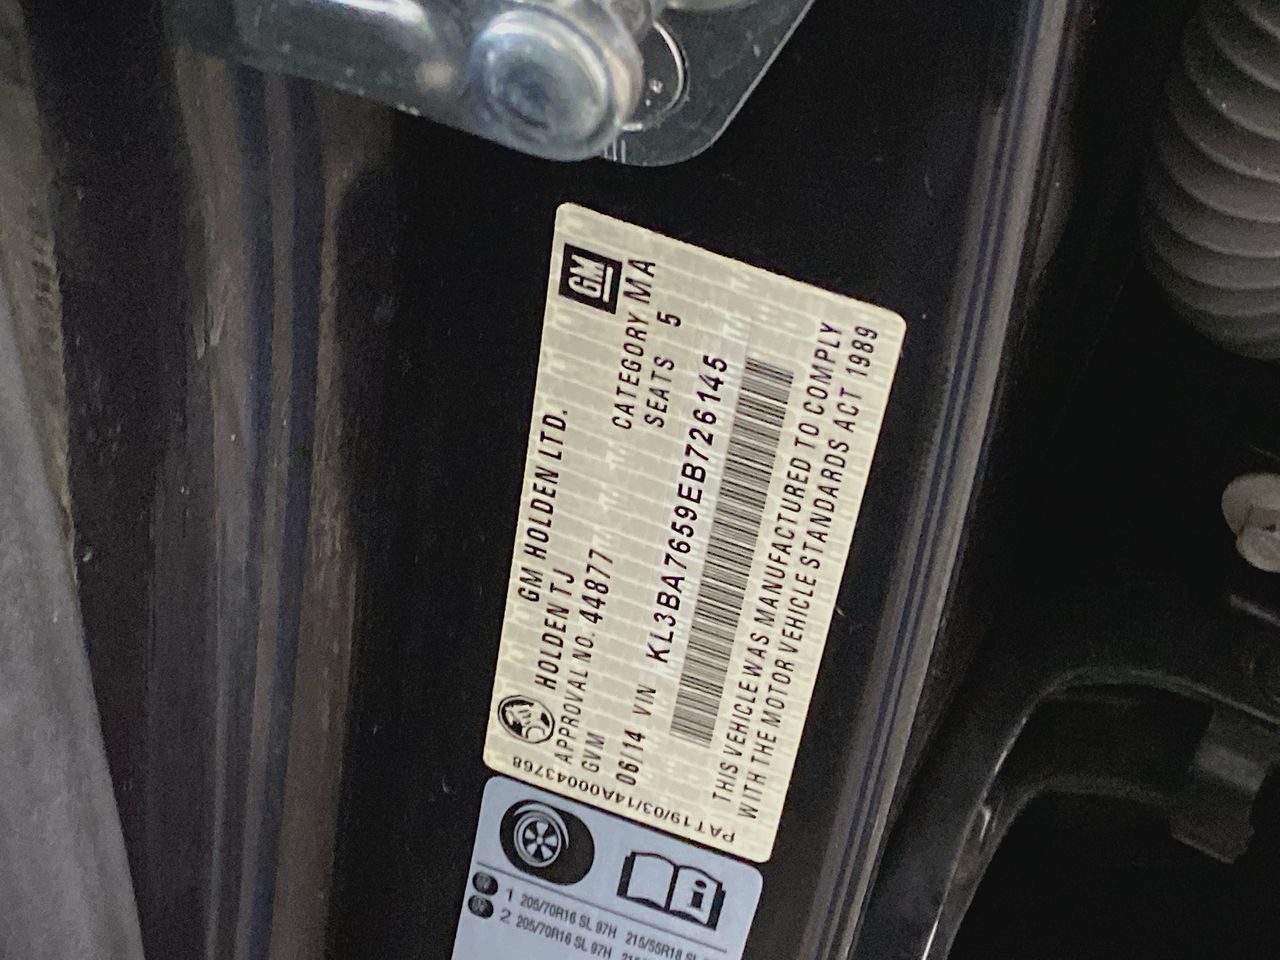 GM
GM HOLDEN LTD.
HOLDEN TJ
CATEGORY MA
APPROVAL NO. 44877
SEATS 5
GVM
06/14 VIN KL3BA7659EB726145
THIS VEHICLE WAS MANUFACTURED TO COMPLY
WITH THE MOTOR VEHICLE STANDARDS ACT 1989
PAT19/03/14A000043768
i
1 205/70R16 SL 97H 215/55R18 SL
2 205/70R16 SL 97H